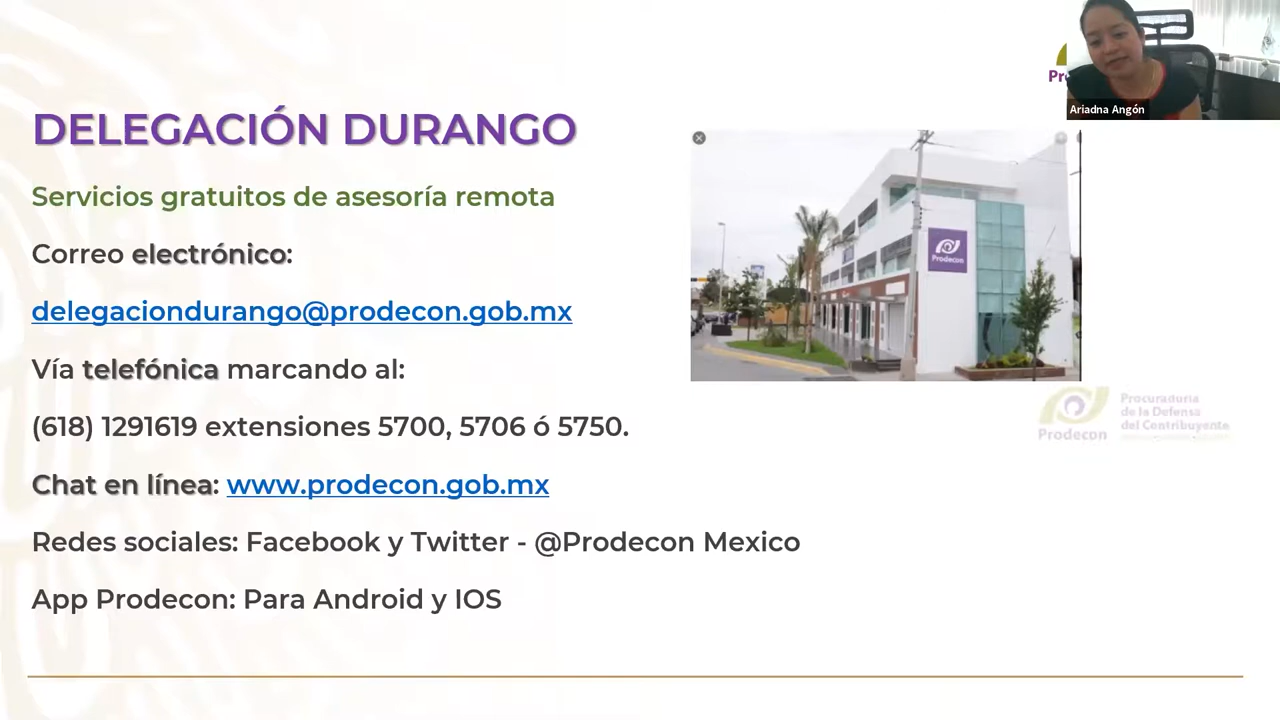 DELEGACIÓN DURANGO
Servicios gratuitos de asesoría remota
Correo electrónico:
delegaciondurango@prodecon.gob.mx
Vía telefónica marcando al:
(618) 1291619 extensiones 5700, 5706 ó 5750.
Chat en línea: www.prodecon.gob.mx
Redes sociales: Facebook y Twitter - @Prodecon Mexico
App Prodecon: Para Android y IOS
Ariadna Angón
Prodecon
Procuraduría
de la Defensa
del Contribuyente
Prodecon